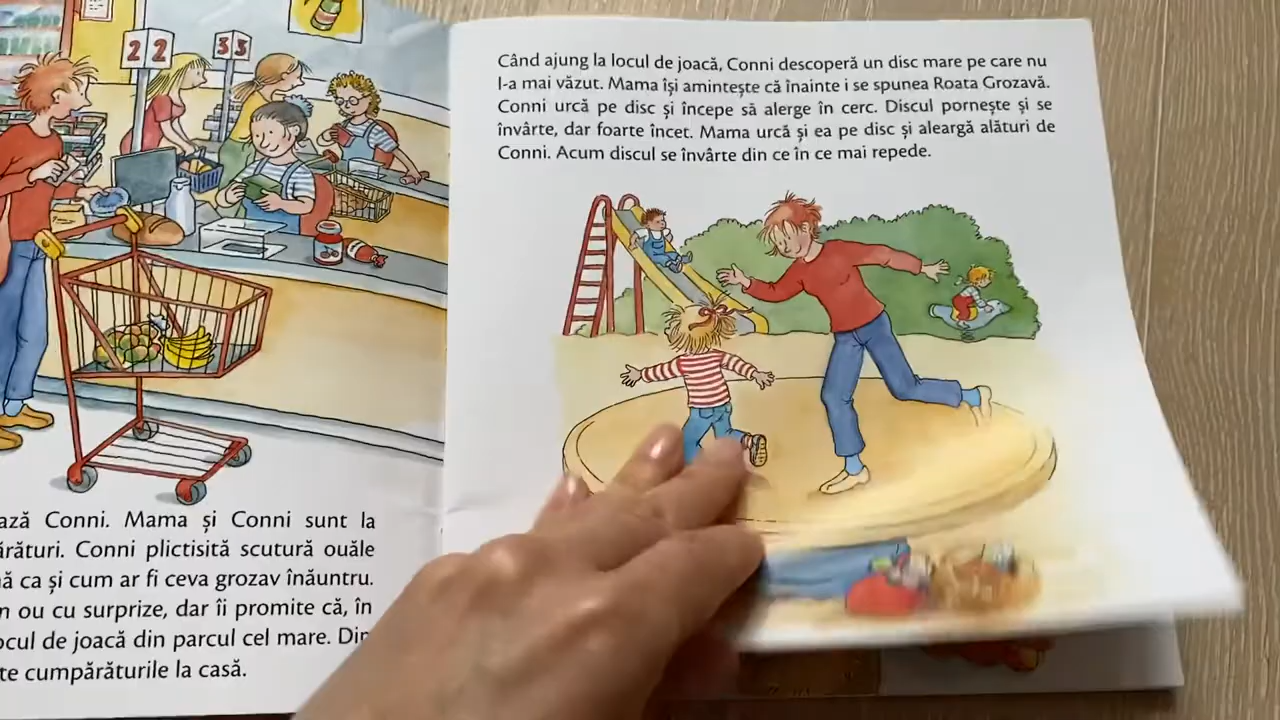 22
33
ază Conni. Mama și Conni sunt la
ărături. Conni plictisită scutură ouăle
ă ca și cum ar fi ceva grozav înăuntru.
n ou cu surprize, dar îi promite că, în
ocul de joacă din parcul cel mare. Din
te cumpărăturile la casă.
Când ajung la locul de joacă, Conni descoperă un disc mare pe care nu
l-a mai văzut. Mama își amintește că înainte i se spunea Roata Grozavă.
Conni urcă pe disc și începe să alerge în cerc. Discul pornește și se
învârte, dar foarte încet. Mama urcă și ea pe disc și aleargă alături de
Conni. Acum discul se învârte din ce în ce mai repede.